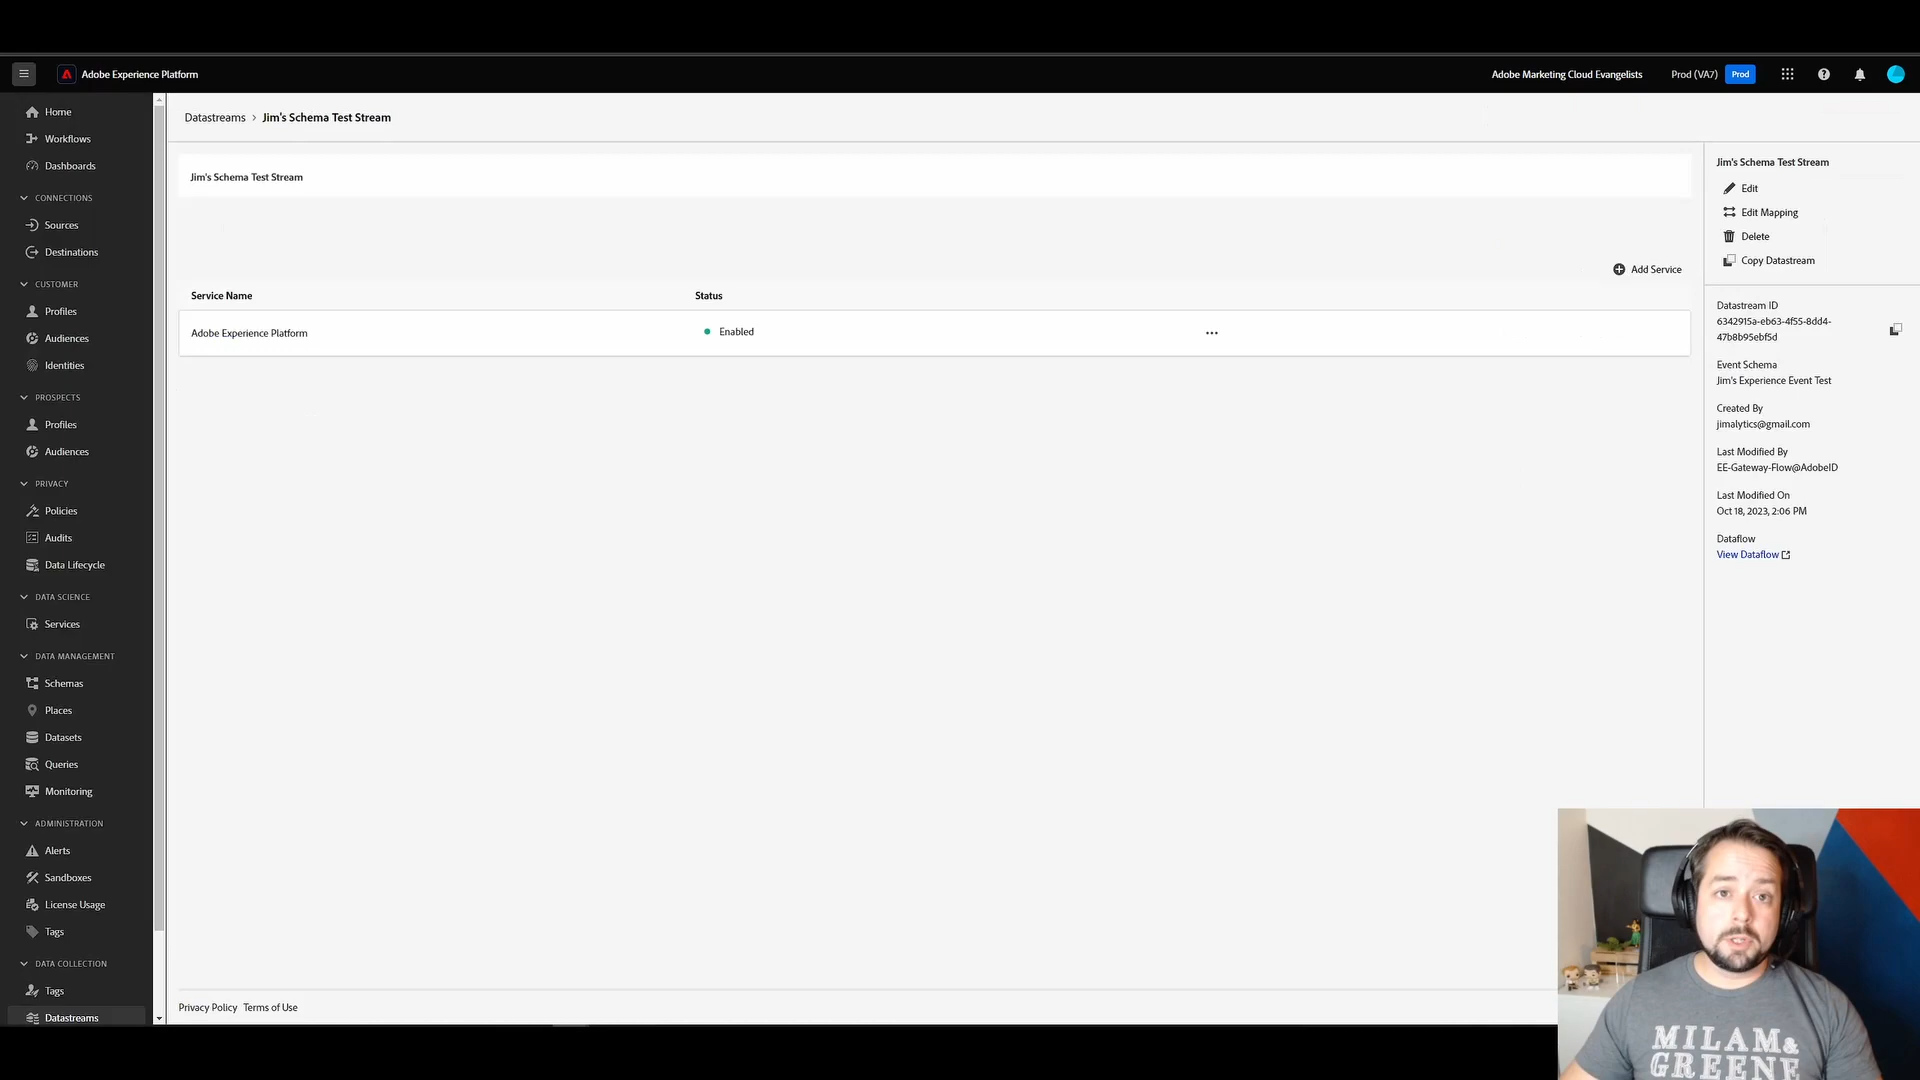 Adobe Experience Platform
Adobe Marketing Cloud Evangelists
Prod (VA7)
Prod
Home
Workflows
Dashboards
CONNECTIONS
Sources
Destinations
CUSTOMER
Profiles
Audiences
Identities
PROSPECTS
Profiles
Audiences
PRIVACY
Policies
Audits
Data Lifecycle
DATA SCIENCE
Services
DATA MANAGEMENT
Schemas
Places
Datasets
Queries
Monitoring
ADMINISTRATION
Alerts
Sandboxes
License Usage
Tags
DATA COLLECTION
Tags
Datastreams
Datastreams > Jim's Schema Test Stream
Jim's Schema Test Stream
Add Service
Service Name Status
Adobe Experience Platform Enabled
Privacy Policy Terms of Use
Jim's Schema Test Stream
Edit
Edit Mapping
Delete
Copy Datastream
Datastream ID
6342915a-eb63-4f55-8dd4-
47b8b95ebf5d
Event Schema
Jim's Experience Event Test
Created By
jimalytics@gmail.com
Last Modified By
EE-Gateway-Flow@AdobeID
Last Modified On
Oct 18, 2023, 2:06 PM
Dataflow
View Dataflow
MILAM&
GREENE